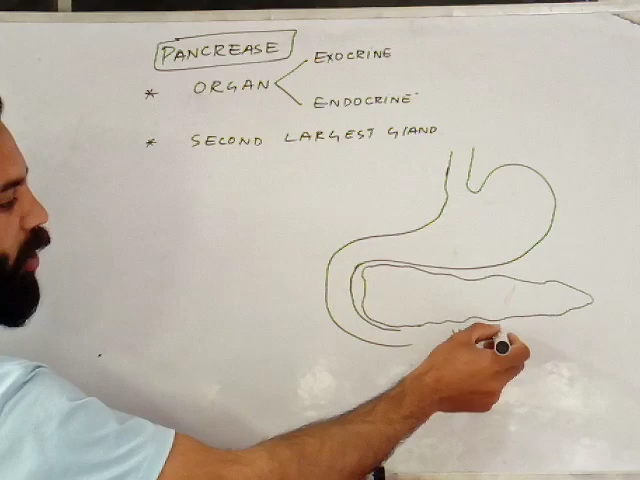 PANCREASE
* ORGAN
EXOCRINE
ENDOCRINE
* SECOND LARGEST GlAND